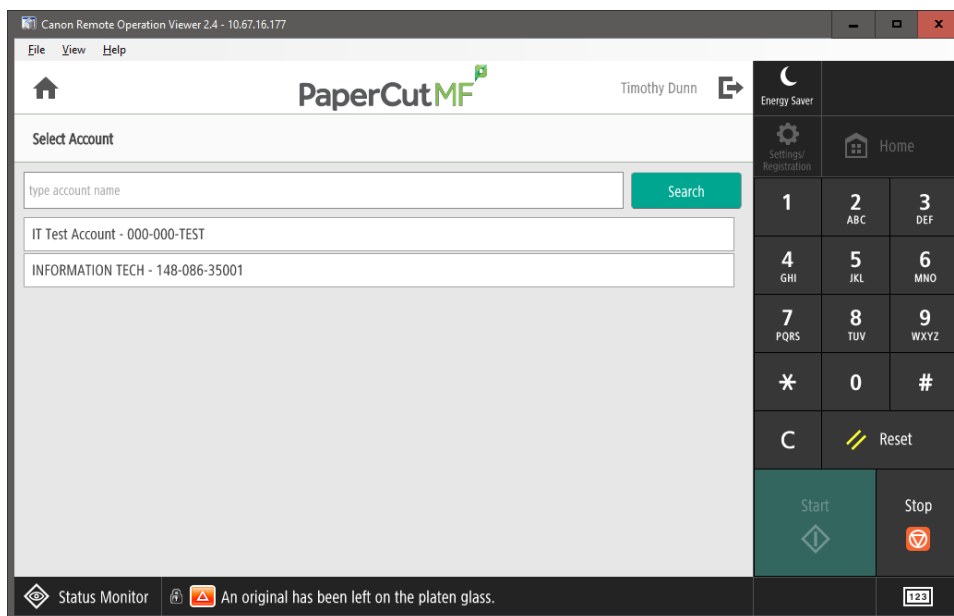 Canon Remote Operation Viewer 2.4 - 10.67.16.177
File View Help
PaperCutMF
Timothy Dunn
Select Account
type account name
Search
IT Test Account - 000-000-TEST
INFORMATION TECH - 148-086-35001
Energy Saver
Settings/
Registration
Home
1 2 3
ABC DEF
4 5 6
GHI JKL MNO
7 8 9
PQRS TUV WXYZ
* 0 #
C Reset
Start Stop
Status Monitor An original has been left on the platen glass.
123